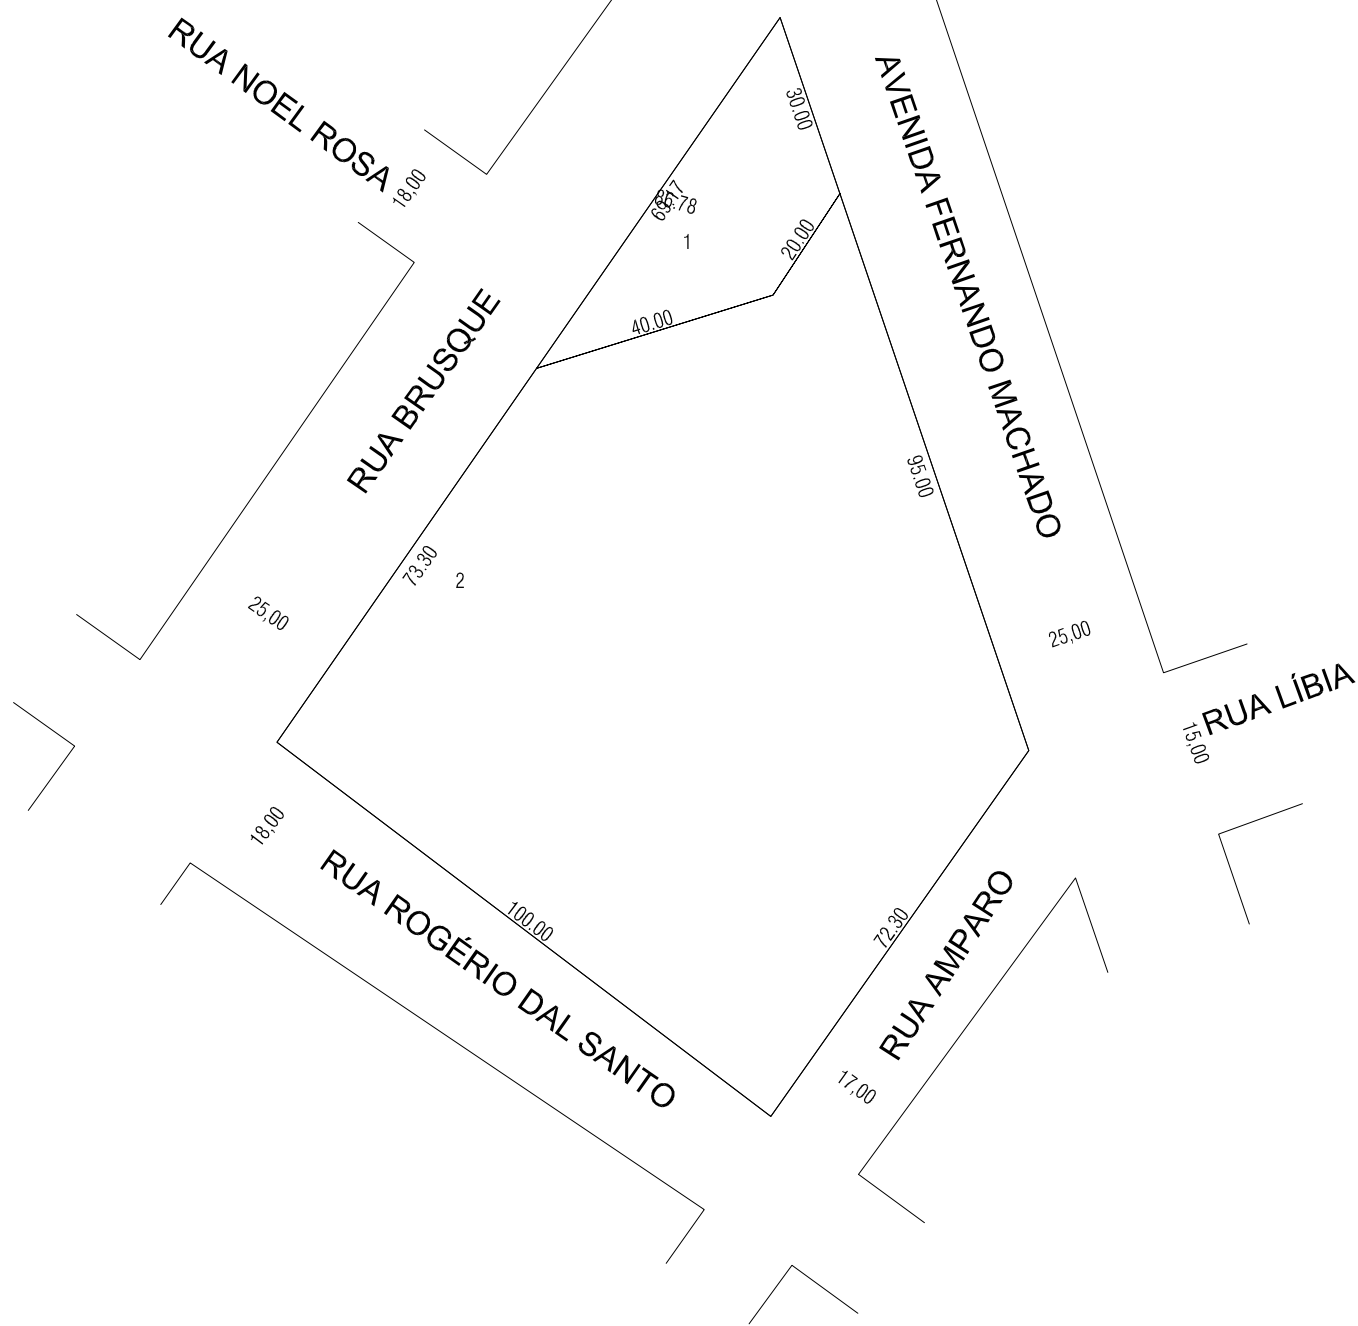 RUA NOEL ROSA
18,00
AVENIDA FERNANDO MACHADO
30.00
20.00
1
40.00
RUA BRUSQUE
95.00
73.30
2
25,00
25,00
RUA LÍBIA
15,00
18,00
RUA ROGÉRIO DAL SANTO
100.00
72.30
RUA AMPARO
17,00